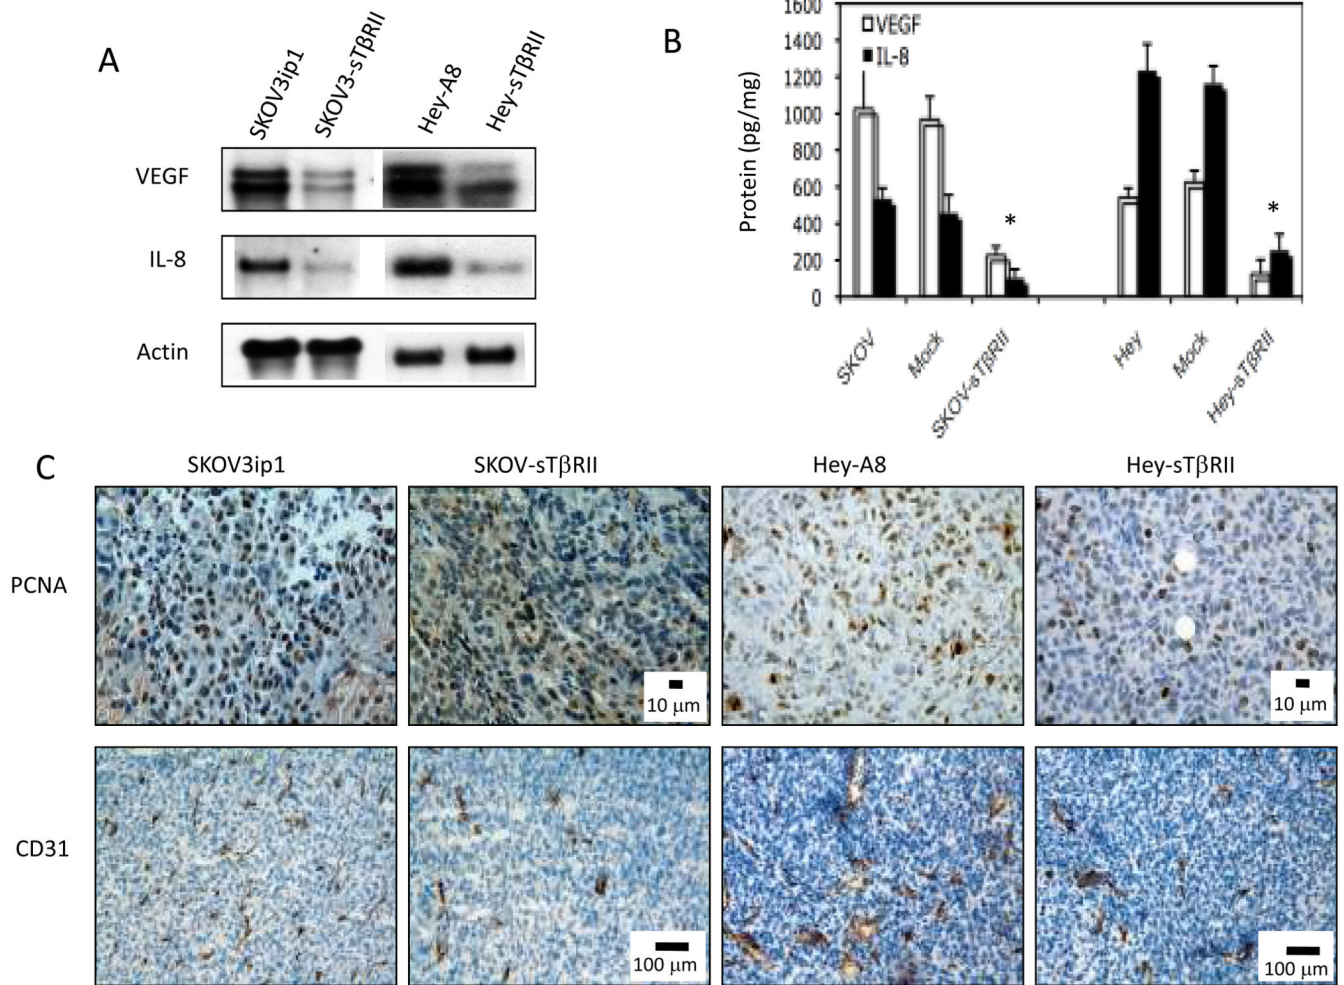 A
SKOV3ip1
SKOV3-sTβRII
Hey-A8
Hey-sTβRII
VEGF
IL-8
Actin
B
Protein (pg/mg)
1600
1400
1200
1000
800
600
400
200
0
VEGF
IL-8
*
*
SKOV
Mock
SKOV-sTβRII
Hey
Mock
Hey-sTβRII
C
SKOV3ip1
SKOV-sTβRII
Hey-A8
Hey-sTβRII
PCNA
10 μm
10 μm
CD31
100 μm
100 μm